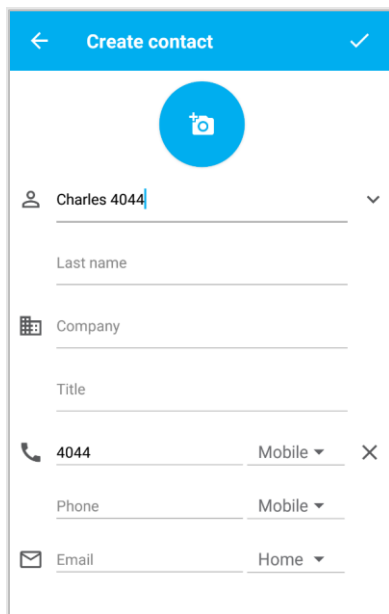 Create contact
Charles 4044
Last name
Company
Title
4044 Mobile
Phone Mobile
Email Home